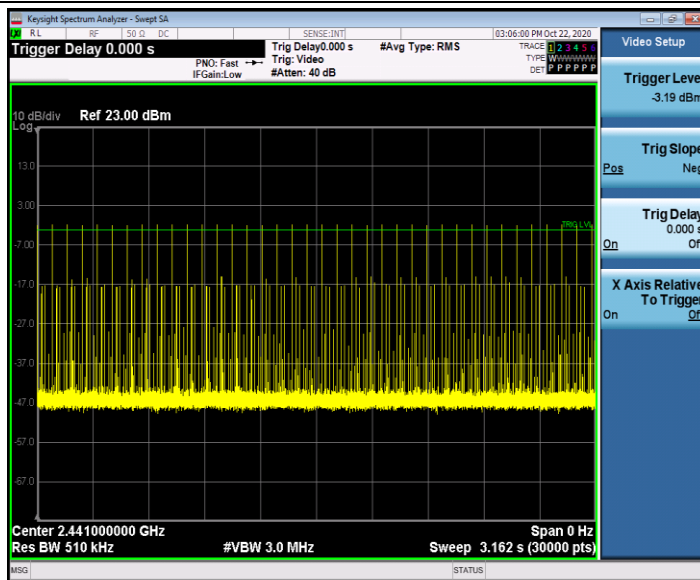 Keysight Spectrum Analyzer - Swept SA
RL RF 50 Ω DC SENSE:INT 03:06:00 PM Oct 22, 2020
Trigger Delay 0.000 s
Trig Delay0.000 s #Avg Type: RMS
PNO: Fast Trig: Video
IFGain:Low #Atten: 40 dB
TRACE 1 2 3 4 5 6
TYPE W
DET P P P P P P
10 dB/div Ref 23.00 dBm
Log
13.0
3.00
TRIG LVL
-7.00
-17.0
-27.0
-37.0
-47.0
-57.0
-67.0
Center 2.441000000 GHz Span 0 Hz
Res BW 510 kHz #VBW 3.0 MHz Sweep 3.162 s (30000 pts)
MSG STATUS
Video Setup
Trigger Leve
-3.19 dBm
Trig Slope
Pos Neg
Trig Delay
0.000 s
On Of
X Axis Relative
To Trigger
On Of